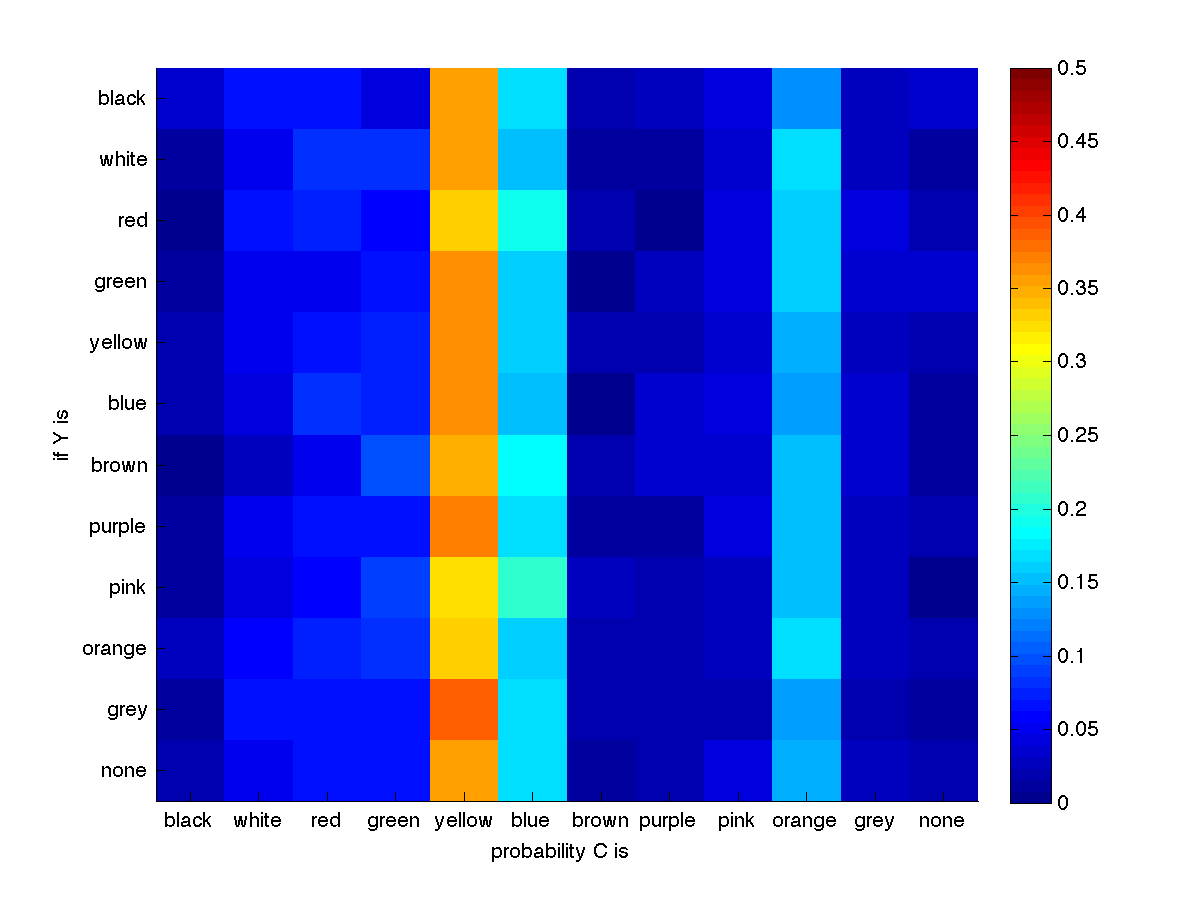 black
white
red
green
yellow
blue
brown
purple
pink
orange
grey
none
if Y is
black white red green yellow blue brown purple pink orange grey none
probability C is
0.5
0.45
0.4
0.35
0.3
0.25
0.2
0.15
0.1
0.05
0